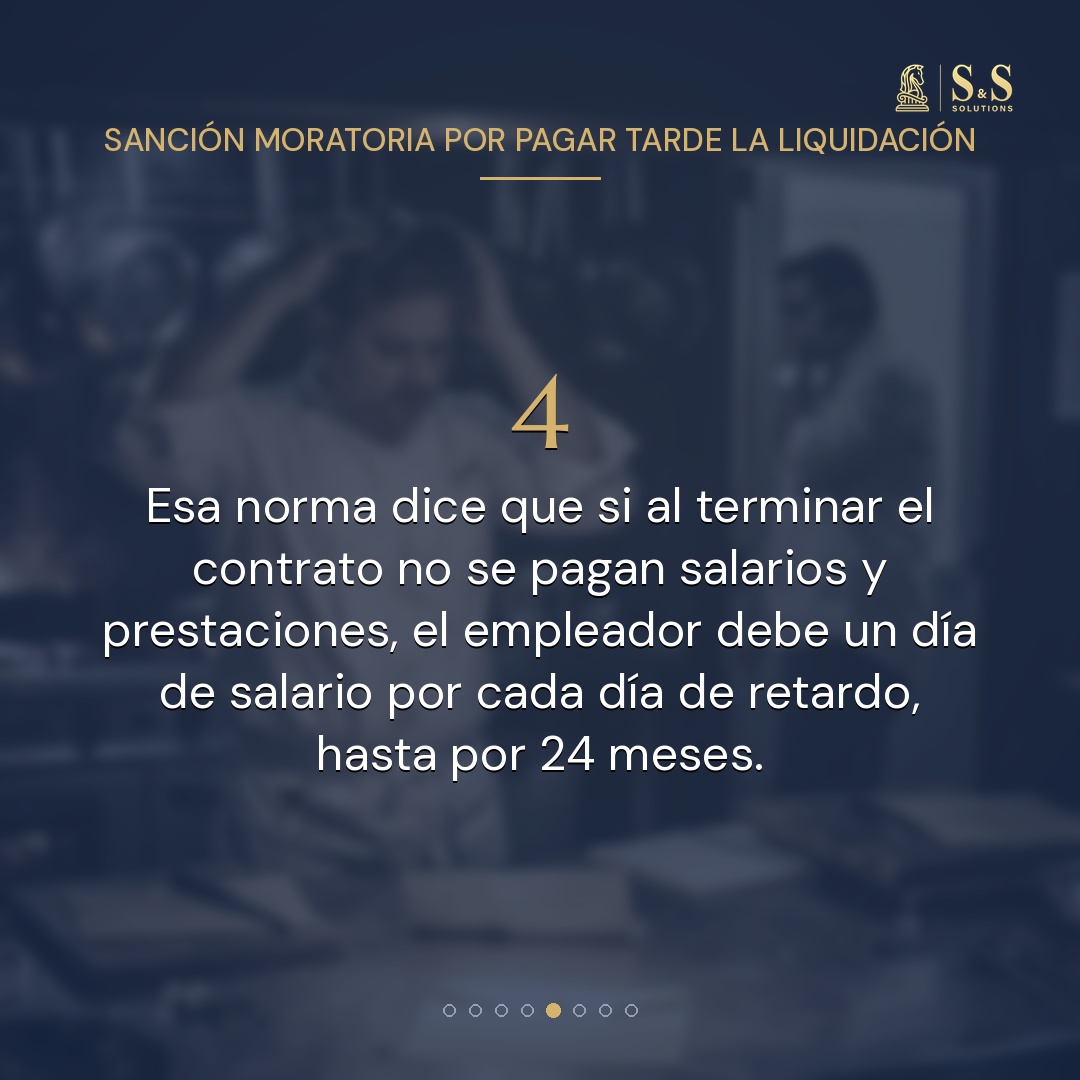 S&S
SOLUTIONS
SANCIÓN MORATORIA POR PAGAR TARDE LA LIQUIDACIÓN
4
Esa norma dice que si al terminar el
contrato no se pagan salarios y
prestaciones, el empleador debe un día
de salario por cada día de retardo,
hasta por 24 meses.